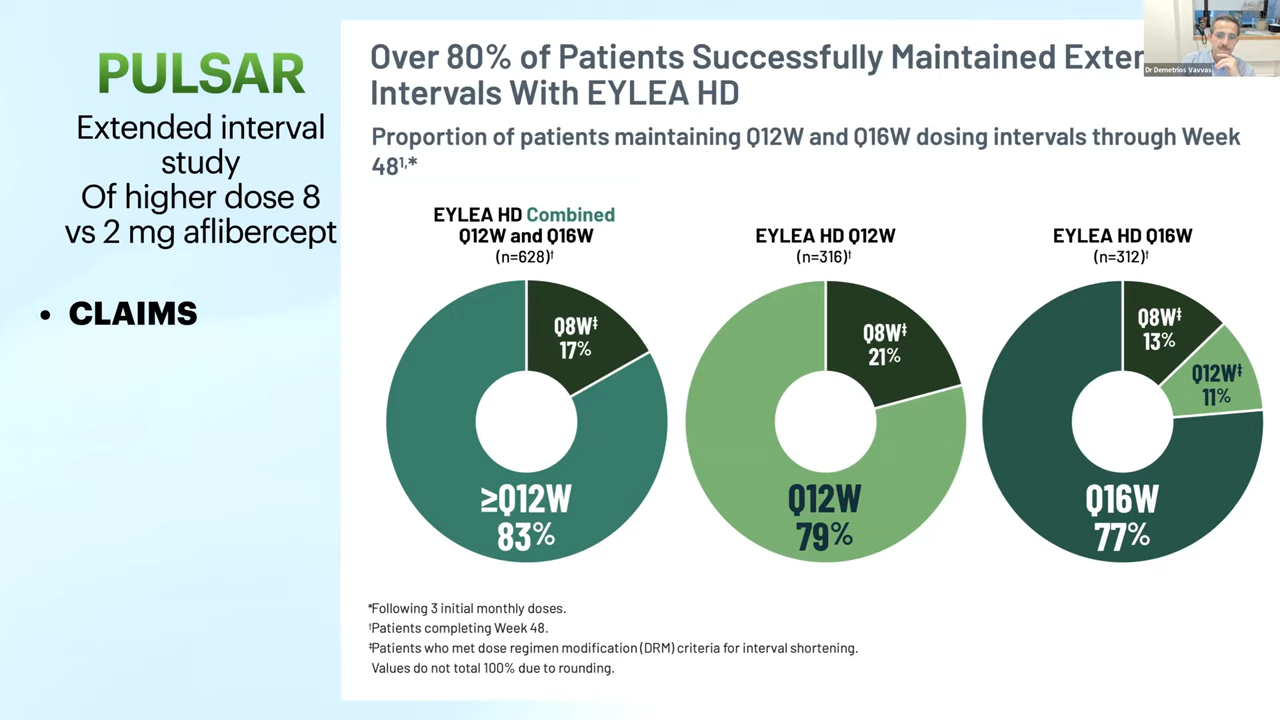 PULSAR
Extended interval
study
Of higher dose 8
vs 2 mg aflibercept
• CLAIMS
Over 80% of Patients Successfully Maintained Exten
Intervals With EYLEA HD
Proportion of patients maintaining Q12W and Q16W dosing intervals through Week
48¹,*
EYLEA HD Combined
Q12W and Q16W
(n=628)†
Q8W‡
17%
≥Q12W
83%
EYLEA HD Q12W
(n=316)†
Q8W‡
21%
Q12W
79%
EYLEA HD Q16W
(n=312)†
Q8W‡
13%
Q12W‡
11%
Q16W
77%
*Following 3 initial monthly doses.
†Patients completing Week 48.
‡Patients who met dose regimen modification (DRM) criteria for interval shortening.
Values do not total 100% due to rounding.
Dr Demetrios Vavvas